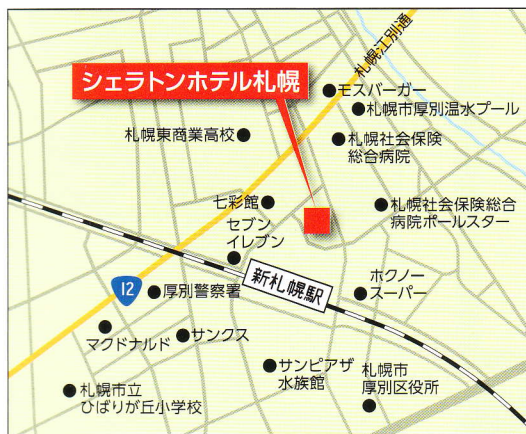 札幌江別通
シェラトンホテル札幌
モスバーガー
札幌市厚別温水プール
札幌東商業高校
札幌社会保険
総合病院
七彩館
札幌社会保険総合
病院ポールスター
セブン
イレブン
新札幌駅
ホクノー
スーパー
12
厚別警察署
マクドナルド
サンクス
サンピアザ
水族館
札幌市
厚別区役所
札幌市立
ひばりが丘小学校